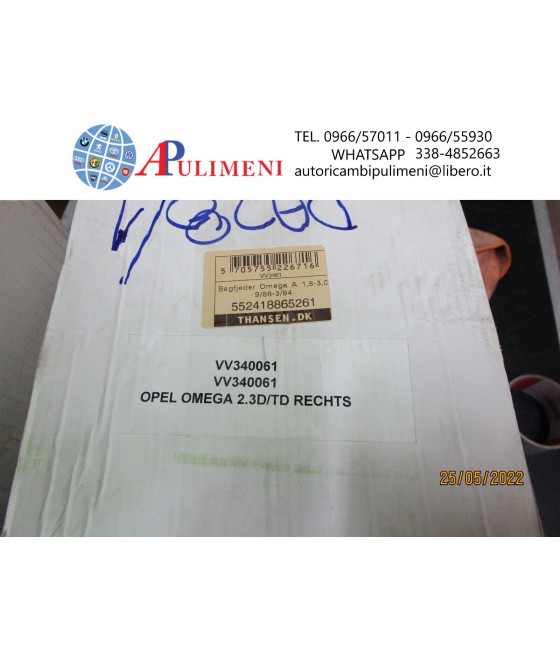 APULIMENI
TEL. 0966/57011 - 0966/55930
WHATSAPP 338-4852663
autoricambipulimeni@libero.it
5 705755 226716
VV3461
Bagfjeder Omega A 1,8-3,0
9/86-3/94
552418865261
THANSEN.DK
VV340061
VV340061
OPEL OMEGA 2.3D/TD RECHTS
25/05/2022